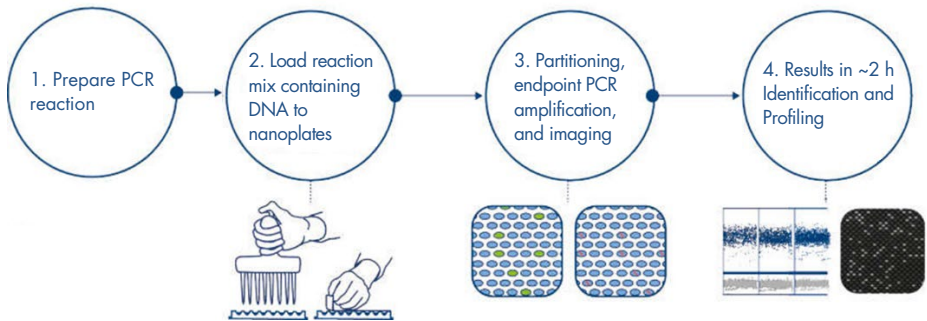 1. Prepare PCR
reaction
2. Load reaction
mix containing
DNA to
nanoplates
3. Partitioning,
endpoint PCR
amplification,
and imaging
4. Results in ~2 h
Identification and
Profiling